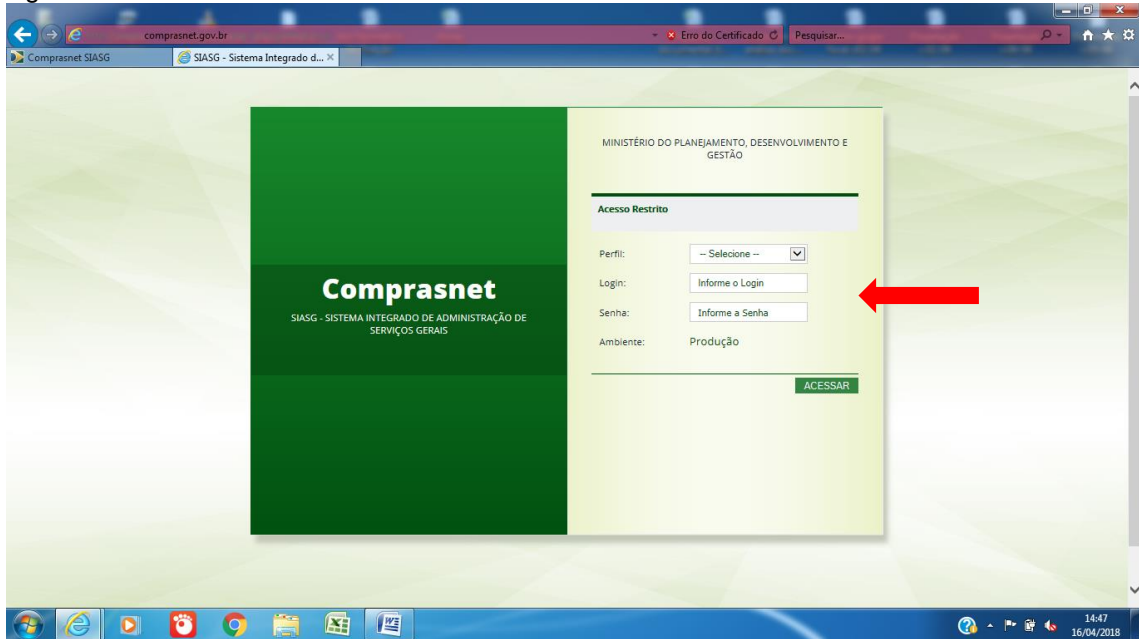 comprasnet.gov.br
Erro do Certificado
Pesquisar...
Comprasnet SIASG
SIASG - Sistema Integrado d...
MINISTÉRIO DO PLANEJAMENTO, DESENVOLVIMENTO E
GESTÃO
Acesso Restrito
Perfil:
-- Selecione --
Login:
Informe o Login
Senha:
Informe a Senha
Ambiente:
Produção
ACESSAR
Comprasnet
SIASG - SISTEMA INTEGRADO DE ADMINISTRAÇÃO DE
SERVIÇOS GERAIS
14:47
16/04/2018